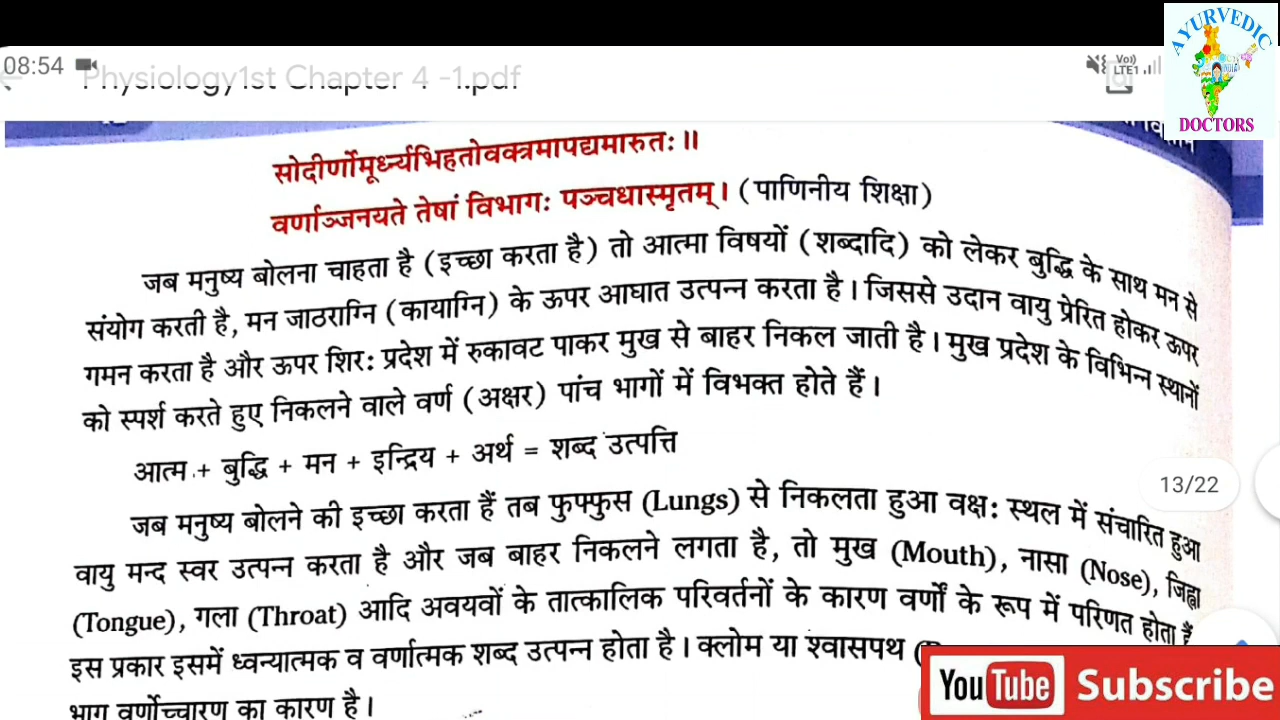 AYURVEDIC
DOCTORS
08:54
Physiology1st Chapter 4 -1.pdf
Vo)
LTE1
सोदीर्णोमूर्ध्न्यभिहतोवक्त्रमापद्यमारुतः॥
वर्णाञ्जनयते तेषां विभागः पञ्चधास्मृतम्। (पाणिनीय शिक्षा)
जब मनुष्य बोलना चाहता है (इच्छा करता है) तो आत्मा विषयों (शब्दादि) को लेकर बुद्धि के साथ मन से
संयोग करती है, मन जाठराग्नि (कायाग्नि) के ऊपर आघात उत्पन्न करता है। जिससे उदान वायु प्रेरित होकर ऊपर
गमन करता है और ऊपर शिर: प्रदेश में रुकावट पाकर मुख से बाहर निकल जाती है। मुख प्रदेश के विभिन्न स्थानों
को स्पर्श करते हुए निकलने वाले वर्ण (अक्षर) पांच भागों में विभक्त होते हैं।
आत्म + बुद्धि + मन + इन्द्रिय + अर्थ = शब्द उत्पत्ति
13/22
जब मनुष्य बोलने की इच्छा करता हैं तब फुफ्फुस (Lungs) से निकलता हुआ वक्ष: स्थल में संचारित हुआ
वायु मन्द स्वर उत्पन्न करता है और जब बाहर निकलने लगता है, तो मुख (Mouth), नासा (Nose), जिह्वा
(Tongue), गला (Throat) आदि अवयवों के तात्कालिक परिवर्तनों के कारण वर्णों के रूप में परिणत होता है
इस प्रकार इसमें ध्वन्यात्मक व वर्णात्मक शब्द उत्पन्न होता है। क्लोम या श्वासपथ (
भाग वर्णोच्चारण का कारण है।
YouTube Subscribe